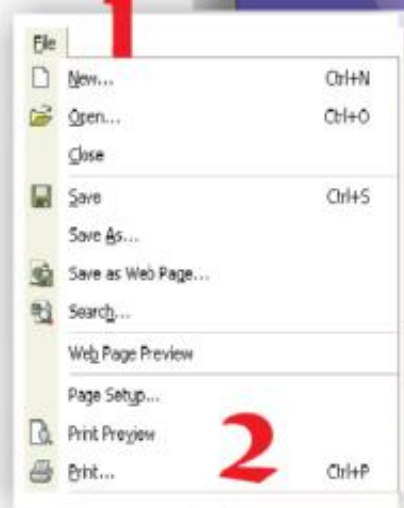 1
File
New... Ctrl+N
Open... Ctrl+O
Close
Save Ctrl+S
Save As...
Save as Web Page...
Search...
Web Page Preview
Page Setup...
Print Preview
2
Print... Ctrl+P